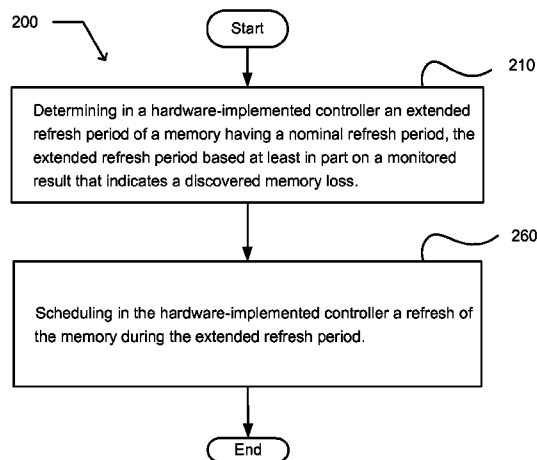 200
Start
210
Determining in a hardware-implemented controller an extended
refresh period of a memory having a nominal refresh period, the
extended refresh period based at least in part on a monitored
result that indicates a discovered memory loss.
260
Scheduling in the hardware-implemented controller a refresh of
the memory during the extended refresh period.
End